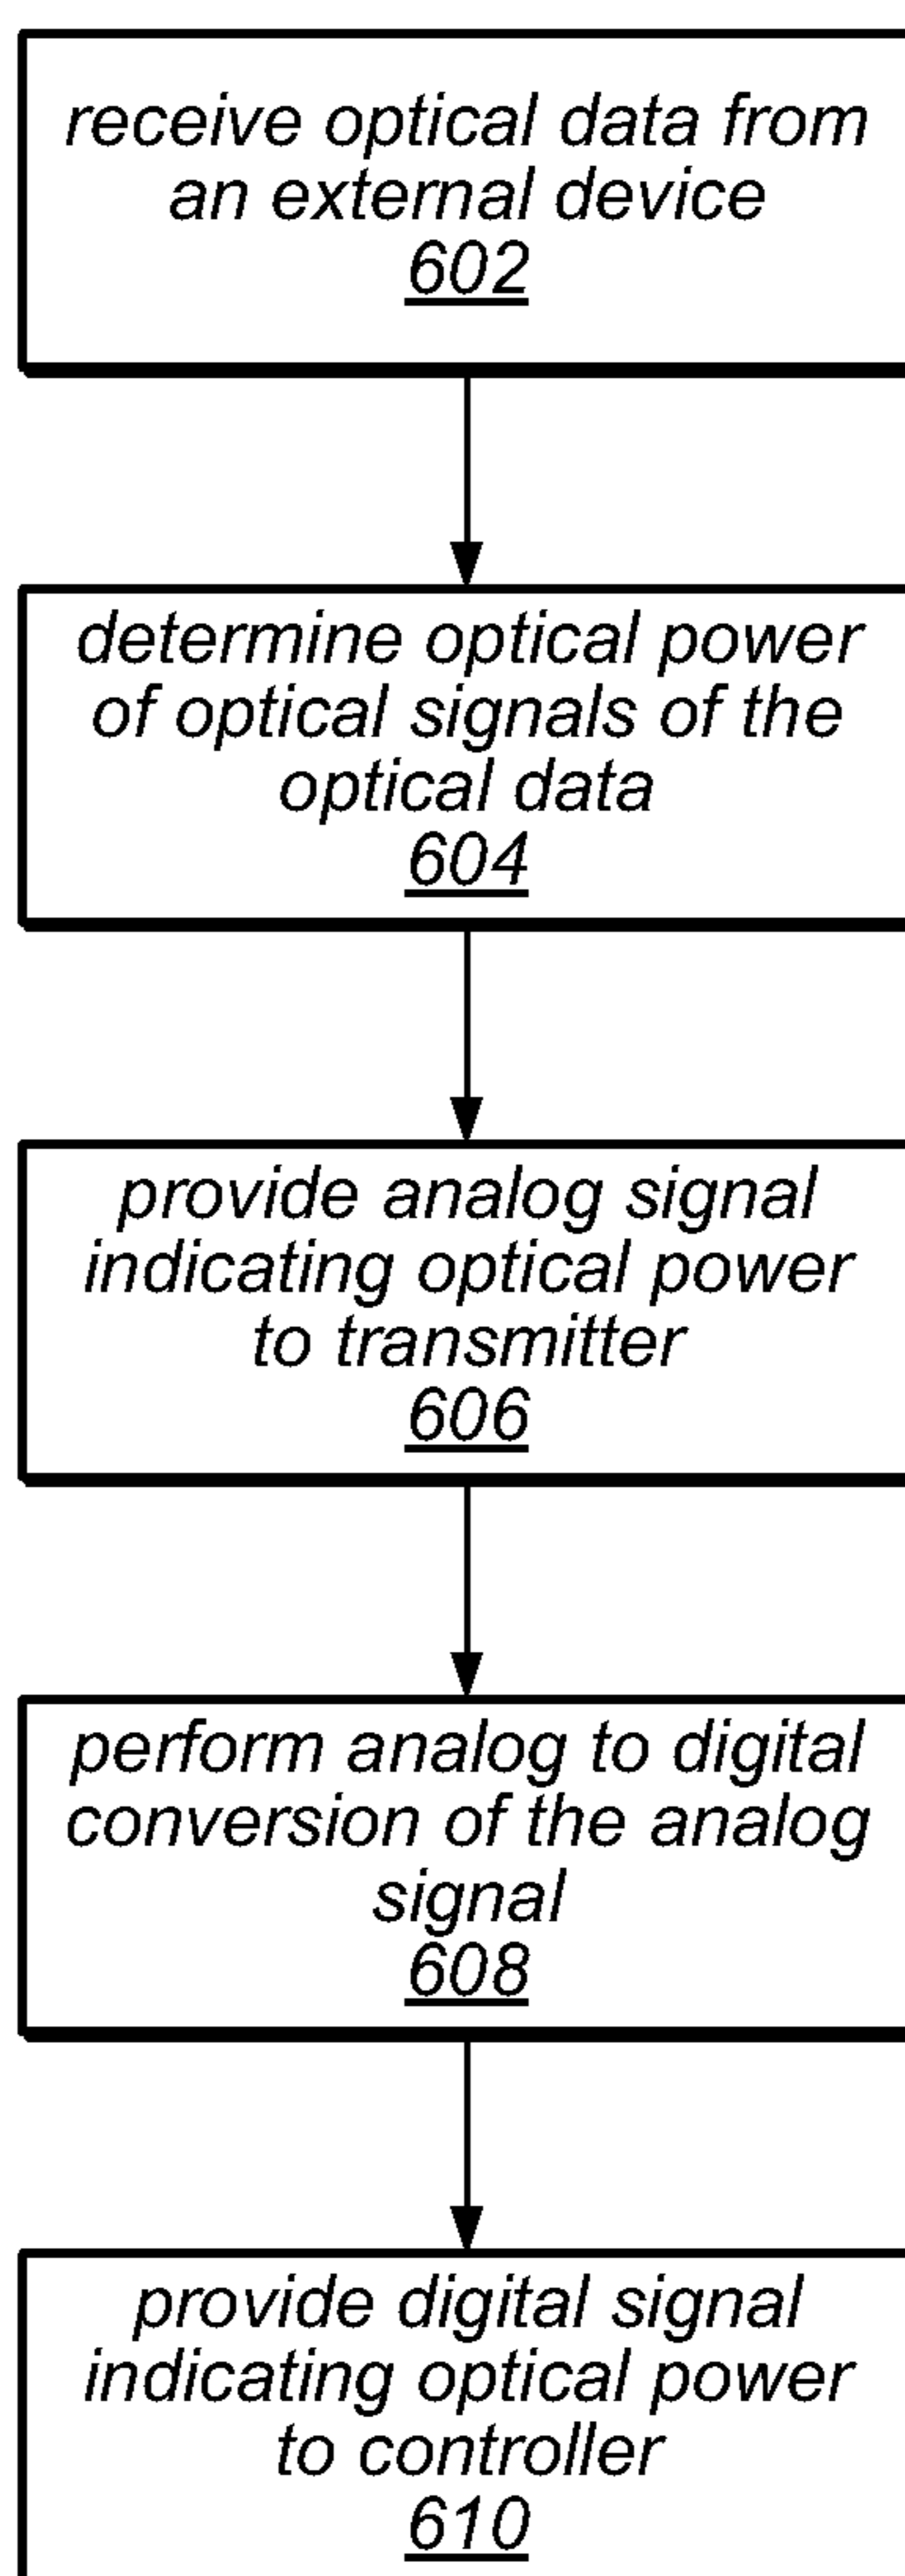 receive optical data from
an external device
602
determine optical power
of optical signals of the
optical data
604
provide analog signal
indicating optical power
to transmitter
606
perform analog to digital
conversion of the analog
signal
608
provide digital signal
indicating optical power
to controller
610